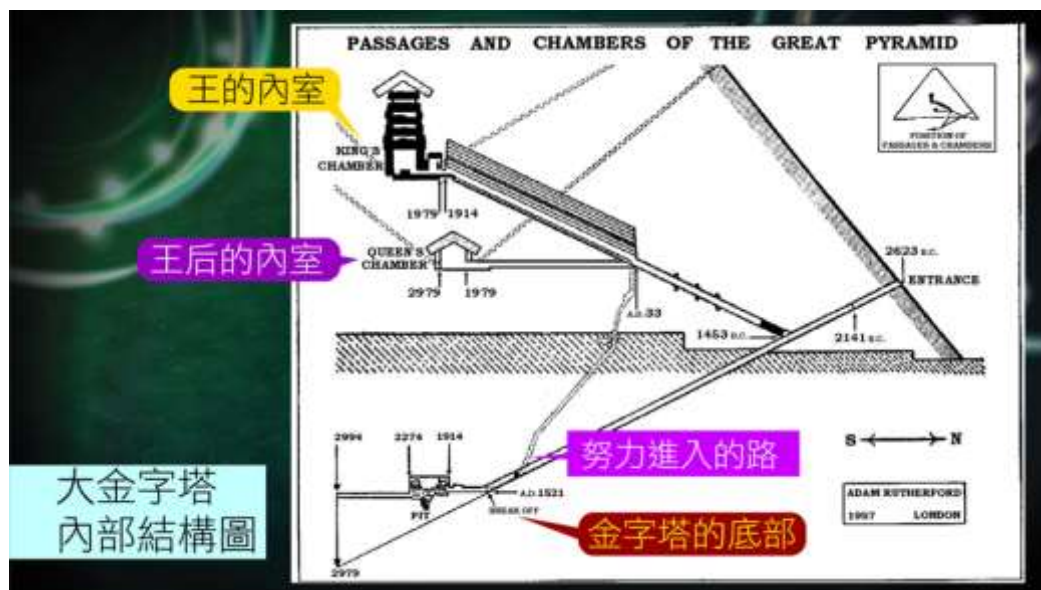 PASSAGES AND CHAMBERS OF THE GREAT PYRAMID
王的內室
KING'S
CHAMBER
POSITION OF
PASSAGES & CHAMBERS
1979 1914
王后的內室
QUEEN'S
CHAMBER
2979 1979
2623 B.C.
ENTRANCE
A.D. 33
1453 B.C.
2141 B.C.
2994 2274 1914
努力進入的路
S N
大金字塔
內部結構圖
PIT
A.D. 1521
BREAK OFF
金字塔的底部
ADAM RUTHERFORD
1957 LONDON
2979